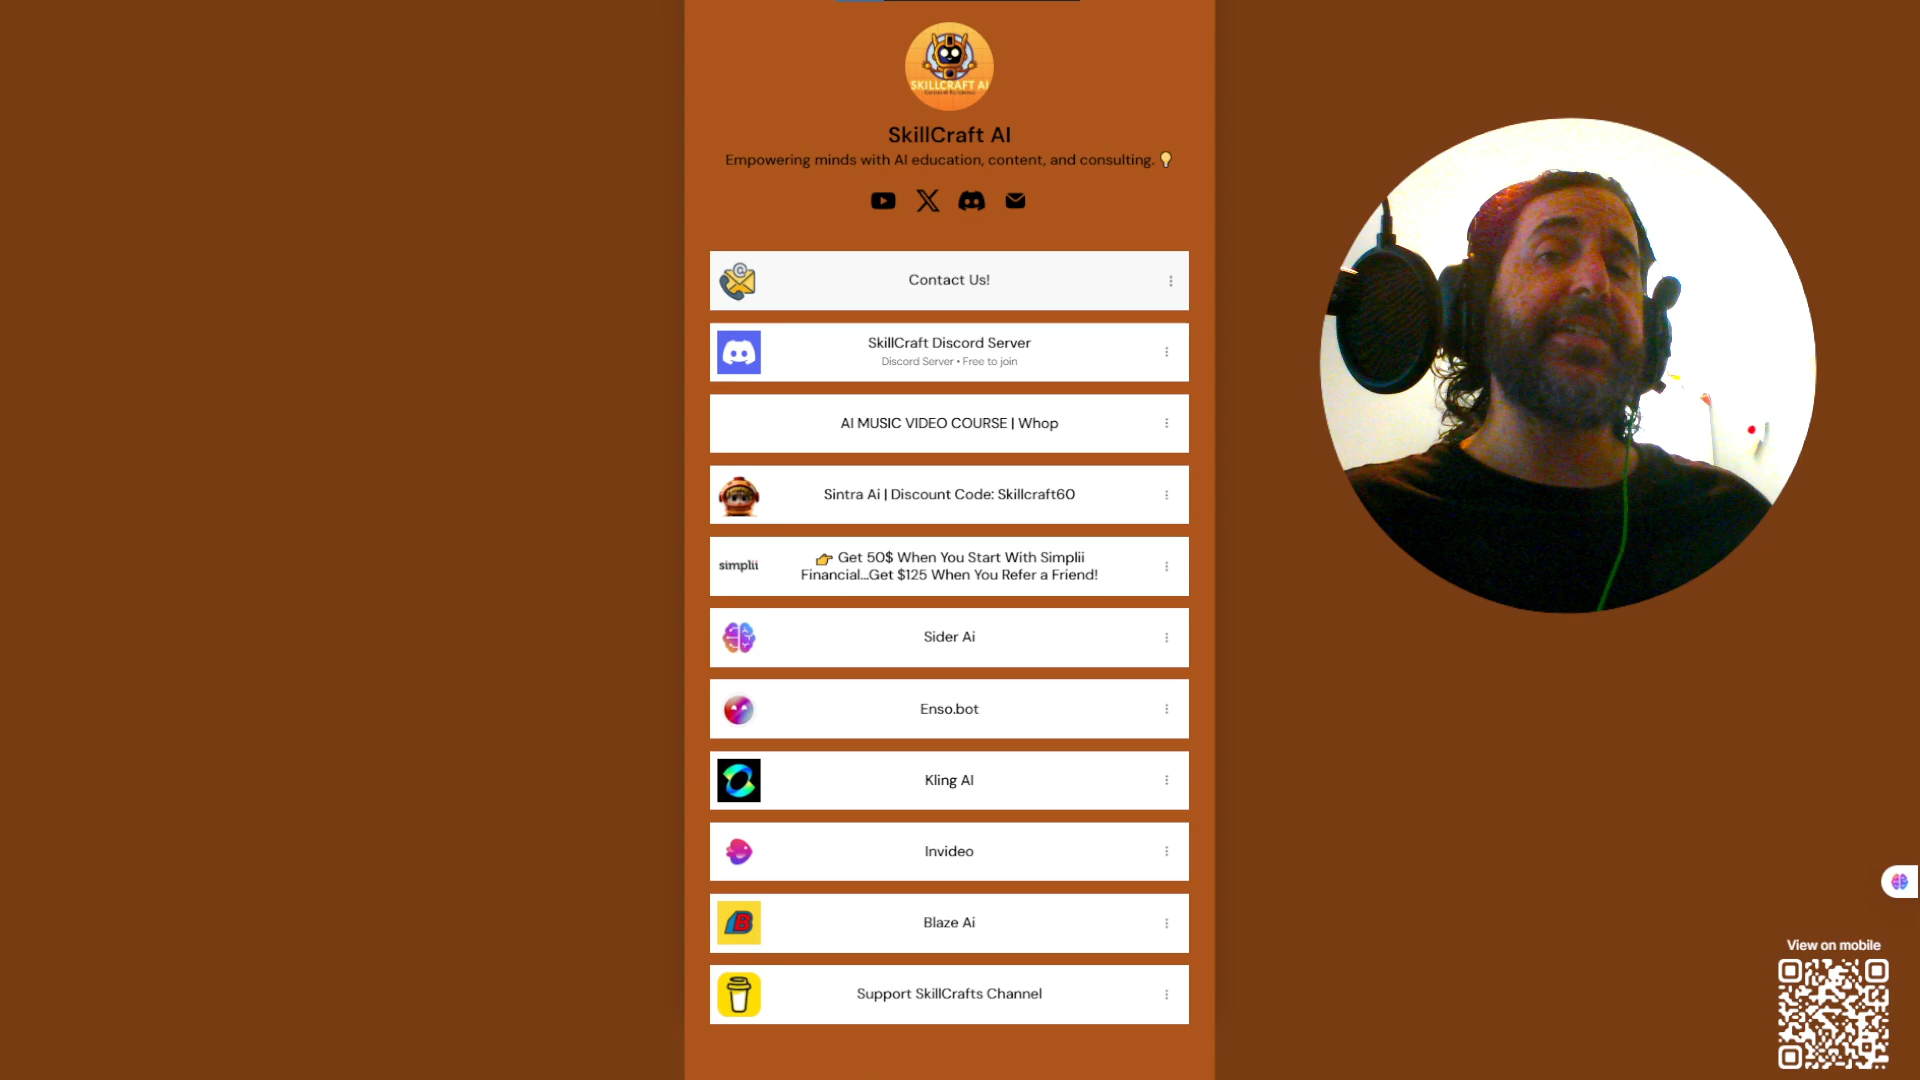 SKILLCRAFT AI
SkillCraft AI
Empowering minds with AI education, content, and consulting.
Contact Us!
SkillCraft Discord Server
Discord Server • Free to join
AI MUSIC VIDEO COURSE | Whop
Sintra Ai | Discount Code: Skillcraft60
simplii
👉 Get 50$ When You Start With Simplii
Financial...Get $125 When You Refer a Friend!
Sider Ai
Enso.bot
Kling AI
Invideo
B
Blaze Ai
Support SkillCrafts Channel
View on mobile